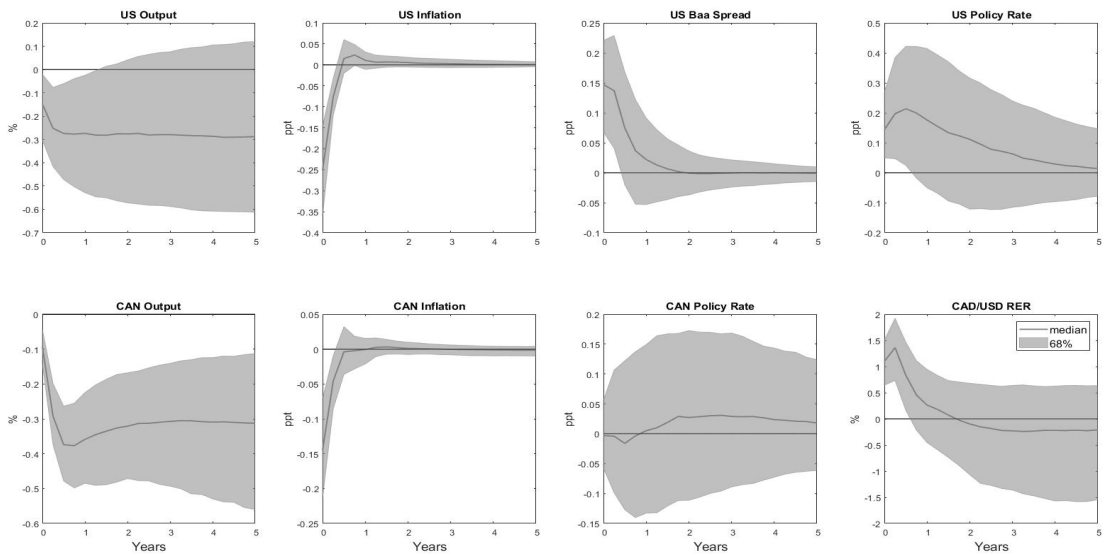 US Output
US Inflation
US Baa Spread
US Policy Rate
%
0.2
0.1
0
-0.1
-0.2
-0.3
-0.4
-0.5
-0.6
-0.7
0 1 2 3 4 5
ppt
0.1
0.05
0
-0.05
-0.1
-0.15
-0.2
-0.25
-0.3
-0.35
-0.4
0 1 2 3 4 5
ppt
0.25
0.2
0.15
0.1
0.05
0
-0.05
-0.1
0 1 2 3 4 5
ppt
0.5
0.4
0.3
0.2
0.1
0
-0.1
-0.2
0 1 2 3 4 5
CAN Output
CAN Inflation
CAN Policy Rate
CAD/USD RER
%
0
-0.1
-0.2
-0.3
-0.4
-0.5
-0.6
0 1 2 3 4 5
Years
ppt
0.05
0
-0.05
-0.1
-0.15
-0.2
-0.25
0 1 2 3 4 5
Years
ppt
0.2
0.15
0.1
0.05
0
-0.05
-0.1
-0.15
0 1 2 3 4 5
Years
%
2
1.5
1
0.5
0
-0.5
-1
-1.5
-2
0 1 2 3 4 5
Years
median
68%